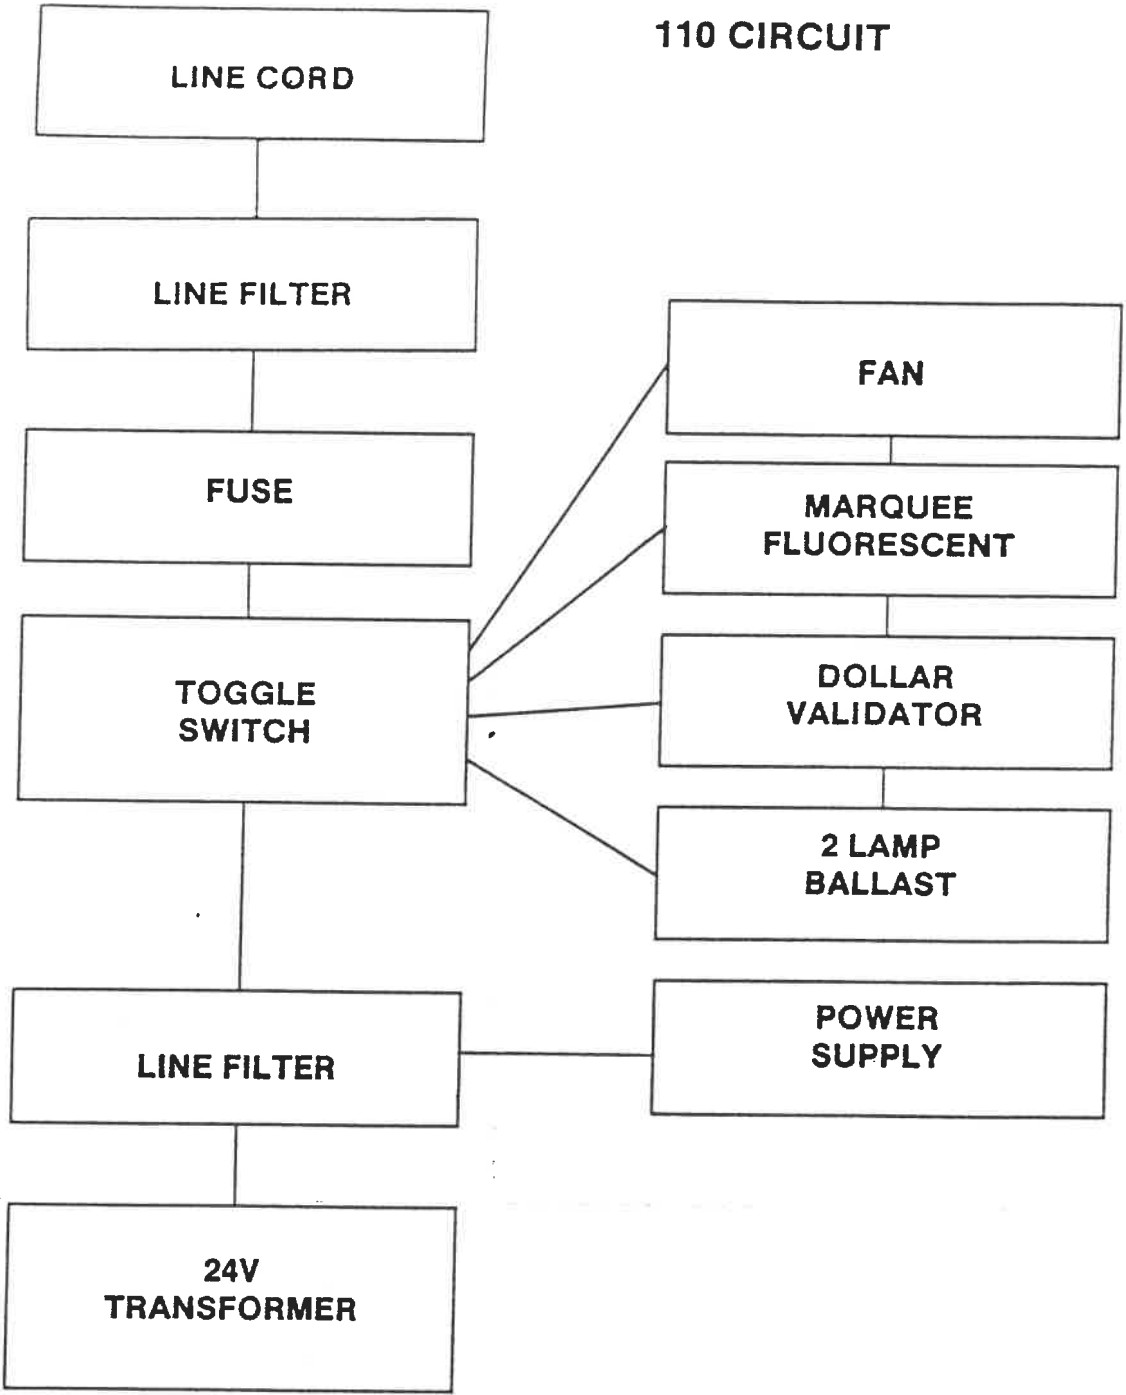 110 CIRCUIT
LINE CORD
LINE FILTER
FUSE
TOGGLE
SWITCH
LINE FILTER
24V
TRANSFORMER
FAN
MARQUEE
FLUORESCENT
DOLLAR
VALIDATOR
2 LAMP
BALLAST
POWER
SUPPLY